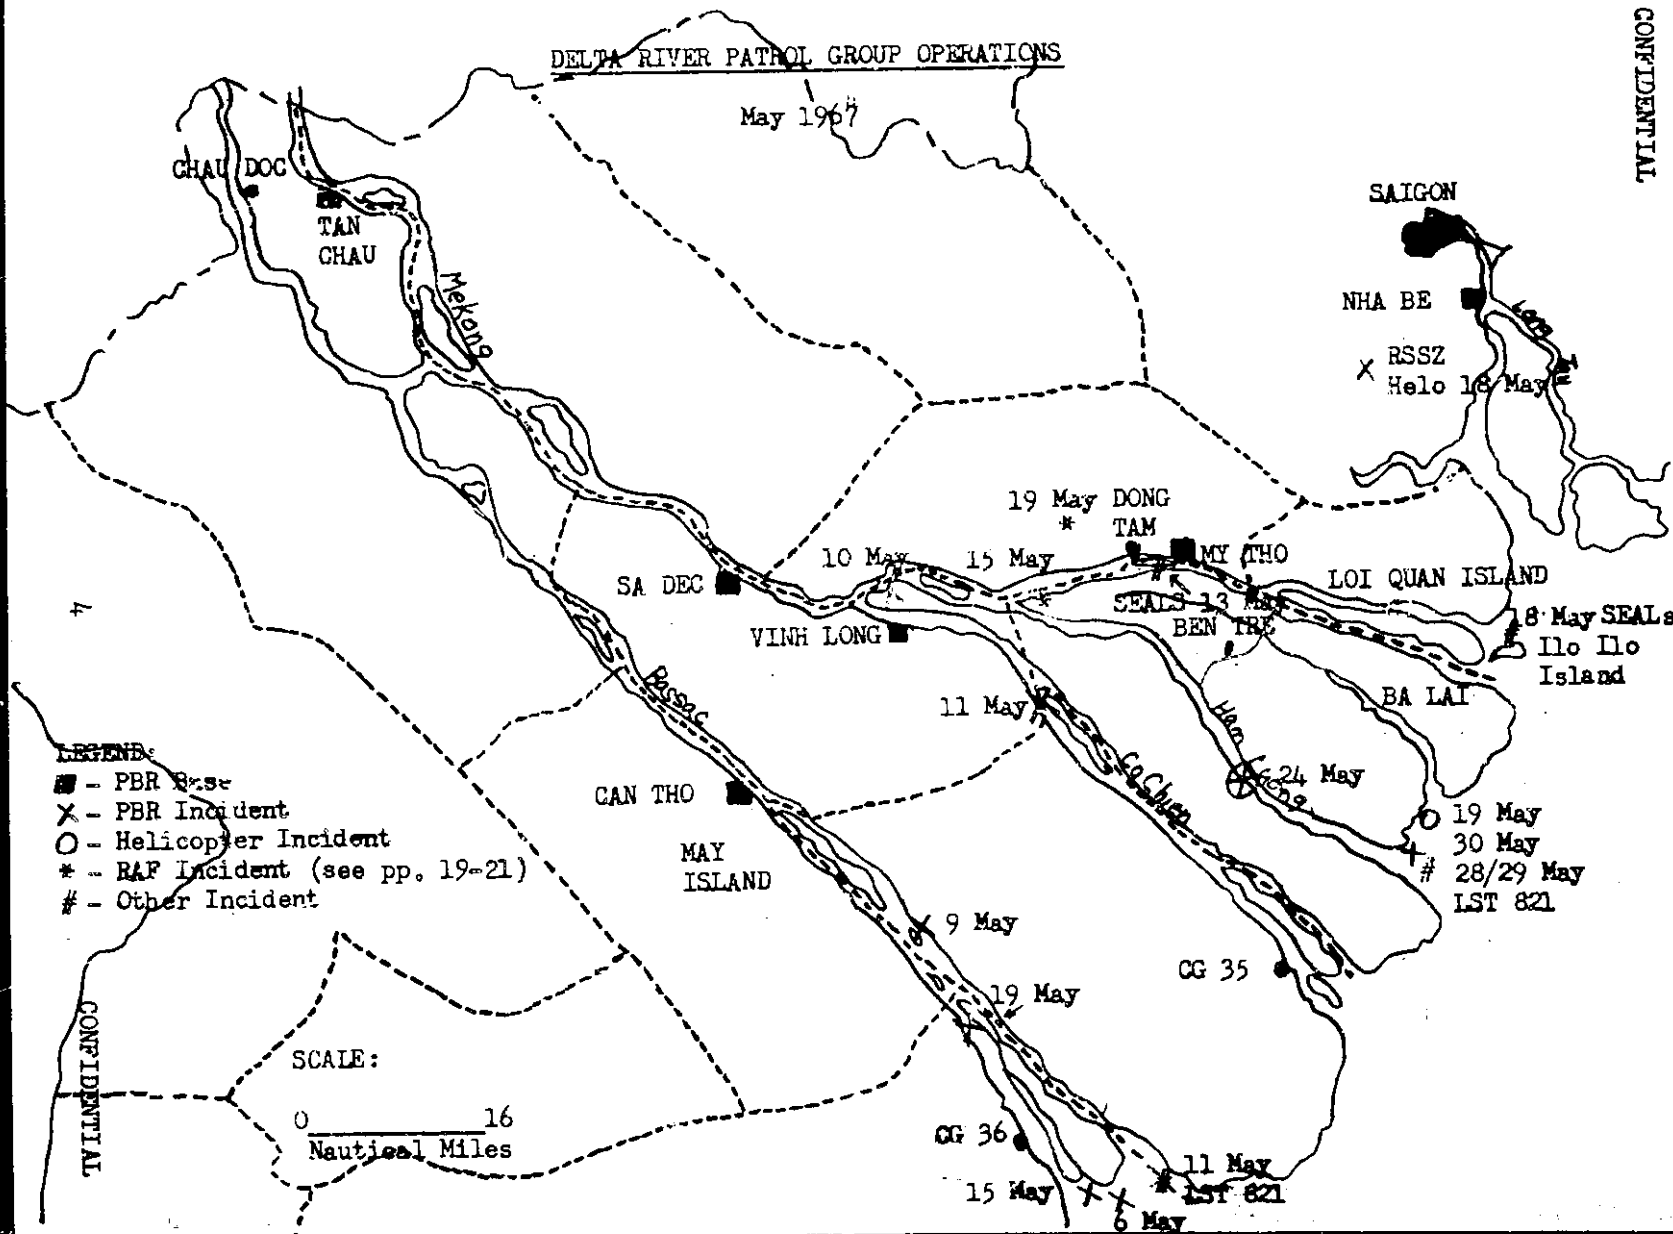 DELTA RIVER PATROL GROUP OPERATIONS
May 1967
CONFIDENTIAL
CHAU DOC
TAN
CHAU
Mekong
SAIGON
NHA BE
Long
Tau
RSSZ
Helo 18 May
19 May DONG
TAM
10 May
15 May
MY THO
LOI QUAN ISLAND
SA DEC
SEALS 13 May
18 May SEALs
Ilo Ilo
Island
VINH LONG
BEN TRE
BA LAI
Bassac
11 May
Ham
Long
24 May
Co Chien
LEGEND:
■ - PBR Base
X - PBR Incident
O - Helicopter Incident
* - RAF Incident (see pp. 19-21)
# - Other Incident
CAN THO
MAY
ISLAND
19 May
30 May
# 28/29 May
LST 821
9 May
CG 35
19 May
SCALE:
0 16
Nautical Miles
CG 36
15 May
6 May
11 May
# LST 821
4
CONFIDENTIAL